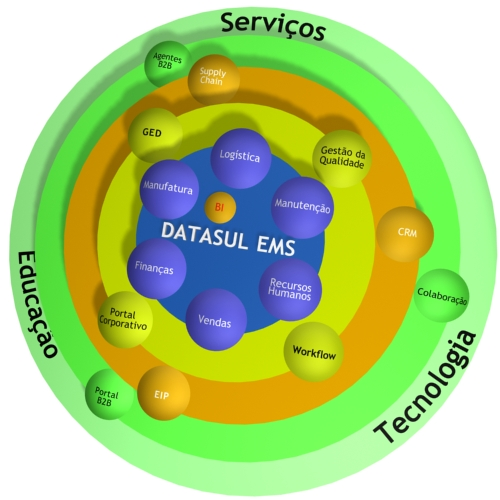 Serviços
Agentes
B2B
Supply
Chain
GED
Logística
Gestão da
Qualidade
Manufatura
BI
Manutenção
DATASUL EMS
CRM
Finanças
Recursos
Humanos
Colaboração
Portal
Corporativo
Vendas
Workflow
Educação
Tecnologia
Portal
B2B
EIP